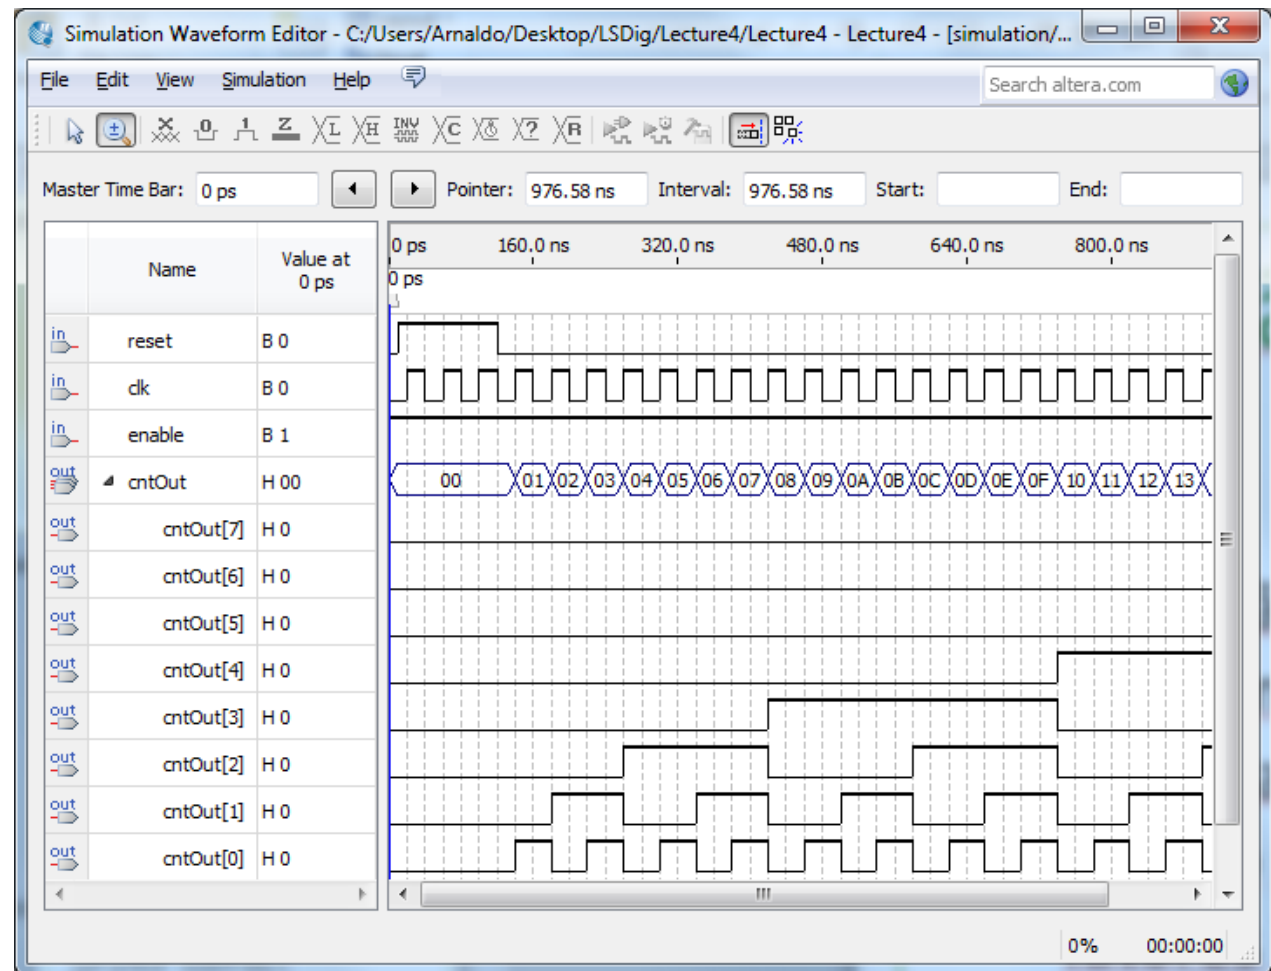 Simulation Waveform Editor - C:/Users/Arnaldo/Desktop/LSDig/Lecture4/Lecture4 - Lecture4 - [simulation/...
File Edit View Simulation Help Search altera.com
Master Time Bar: 0 ps Pointer: 976.58 ns Interval: 976.58 ns Start: End:
Name Value at 0 ps
0 ps 160.0 ns 320.0 ns 480.0 ns 640.0 ns 800.0 ns
0 ps
in reset B 0
in clk B 0
in enable B 1
out cntOut H 00 00 01 02 03 04 05 06 07 08 09 0A 0B 0C 0D 0E 0F 10 11 12 13
out cntOut[7] H 0
out cntOut[6] H 0
out cntOut[5] H 0
out cntOut[4] H 0
out cntOut[3] H 0
out cntOut[2] H 0
out cntOut[1] H 0
out cntOut[0] H 0
0% 00:00:00